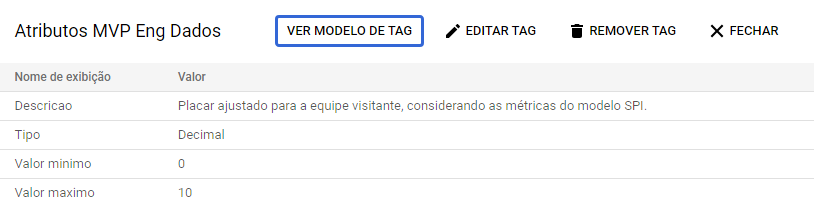 Atributos MVP Eng Dados VER MODELO DE TAG EDITAR TAG REMOVER TAG FECHAR
Nome de exibição Valor
Descricao Placar ajustado para a equipe visitante, considerando as métricas do modelo SPI.
Tipo Decimal
Valor minimo 0
Valor maximo 10